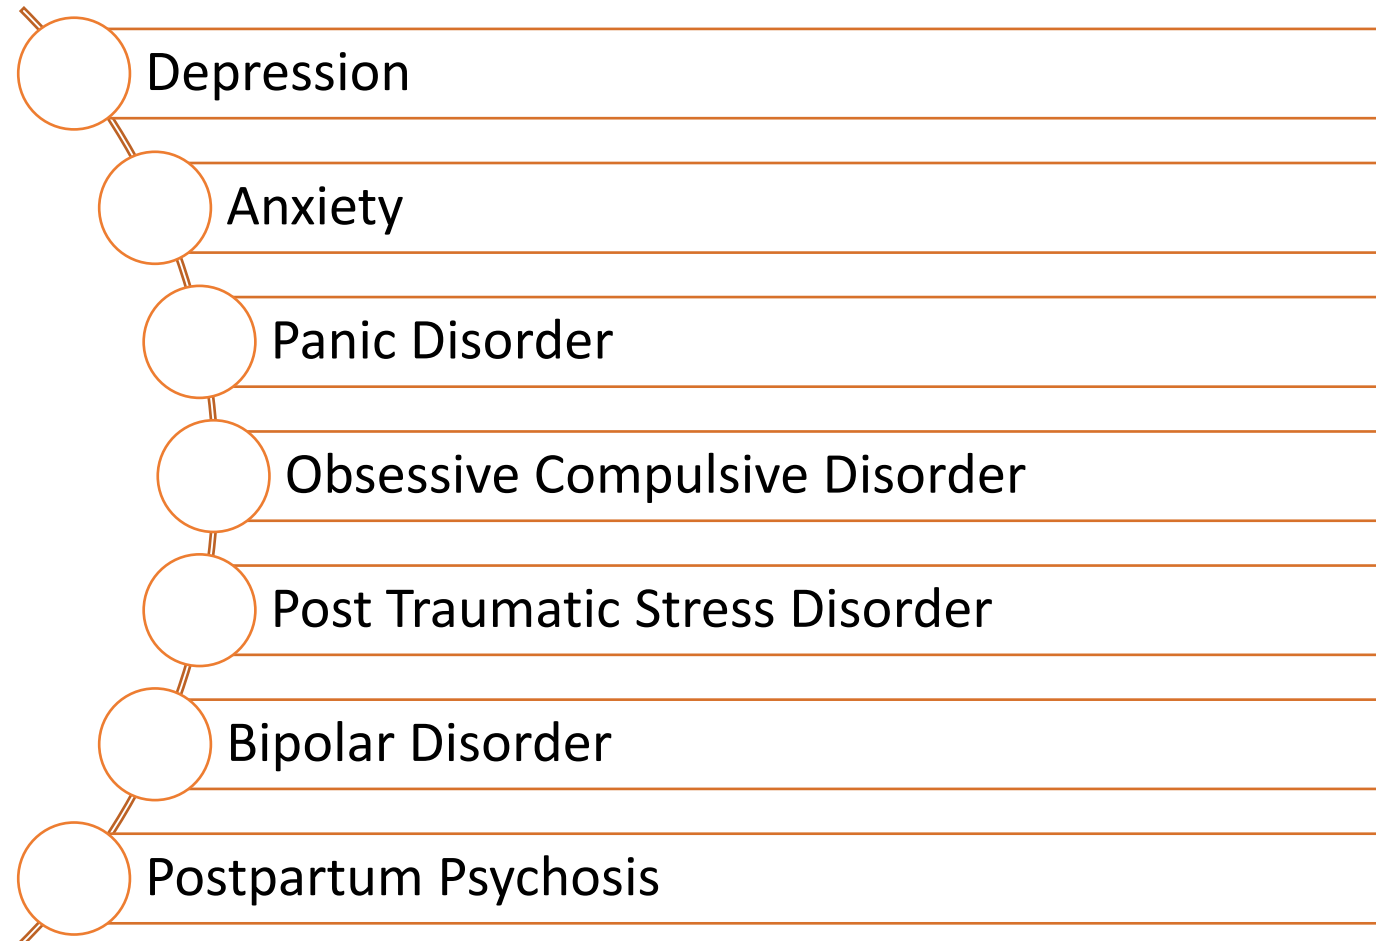 Depression
Anxiety
Panic Disorder
Obsessive Compulsive Disorder
Post Traumatic Stress Disorder
Bipolar Disorder
Postpartum Psychosis